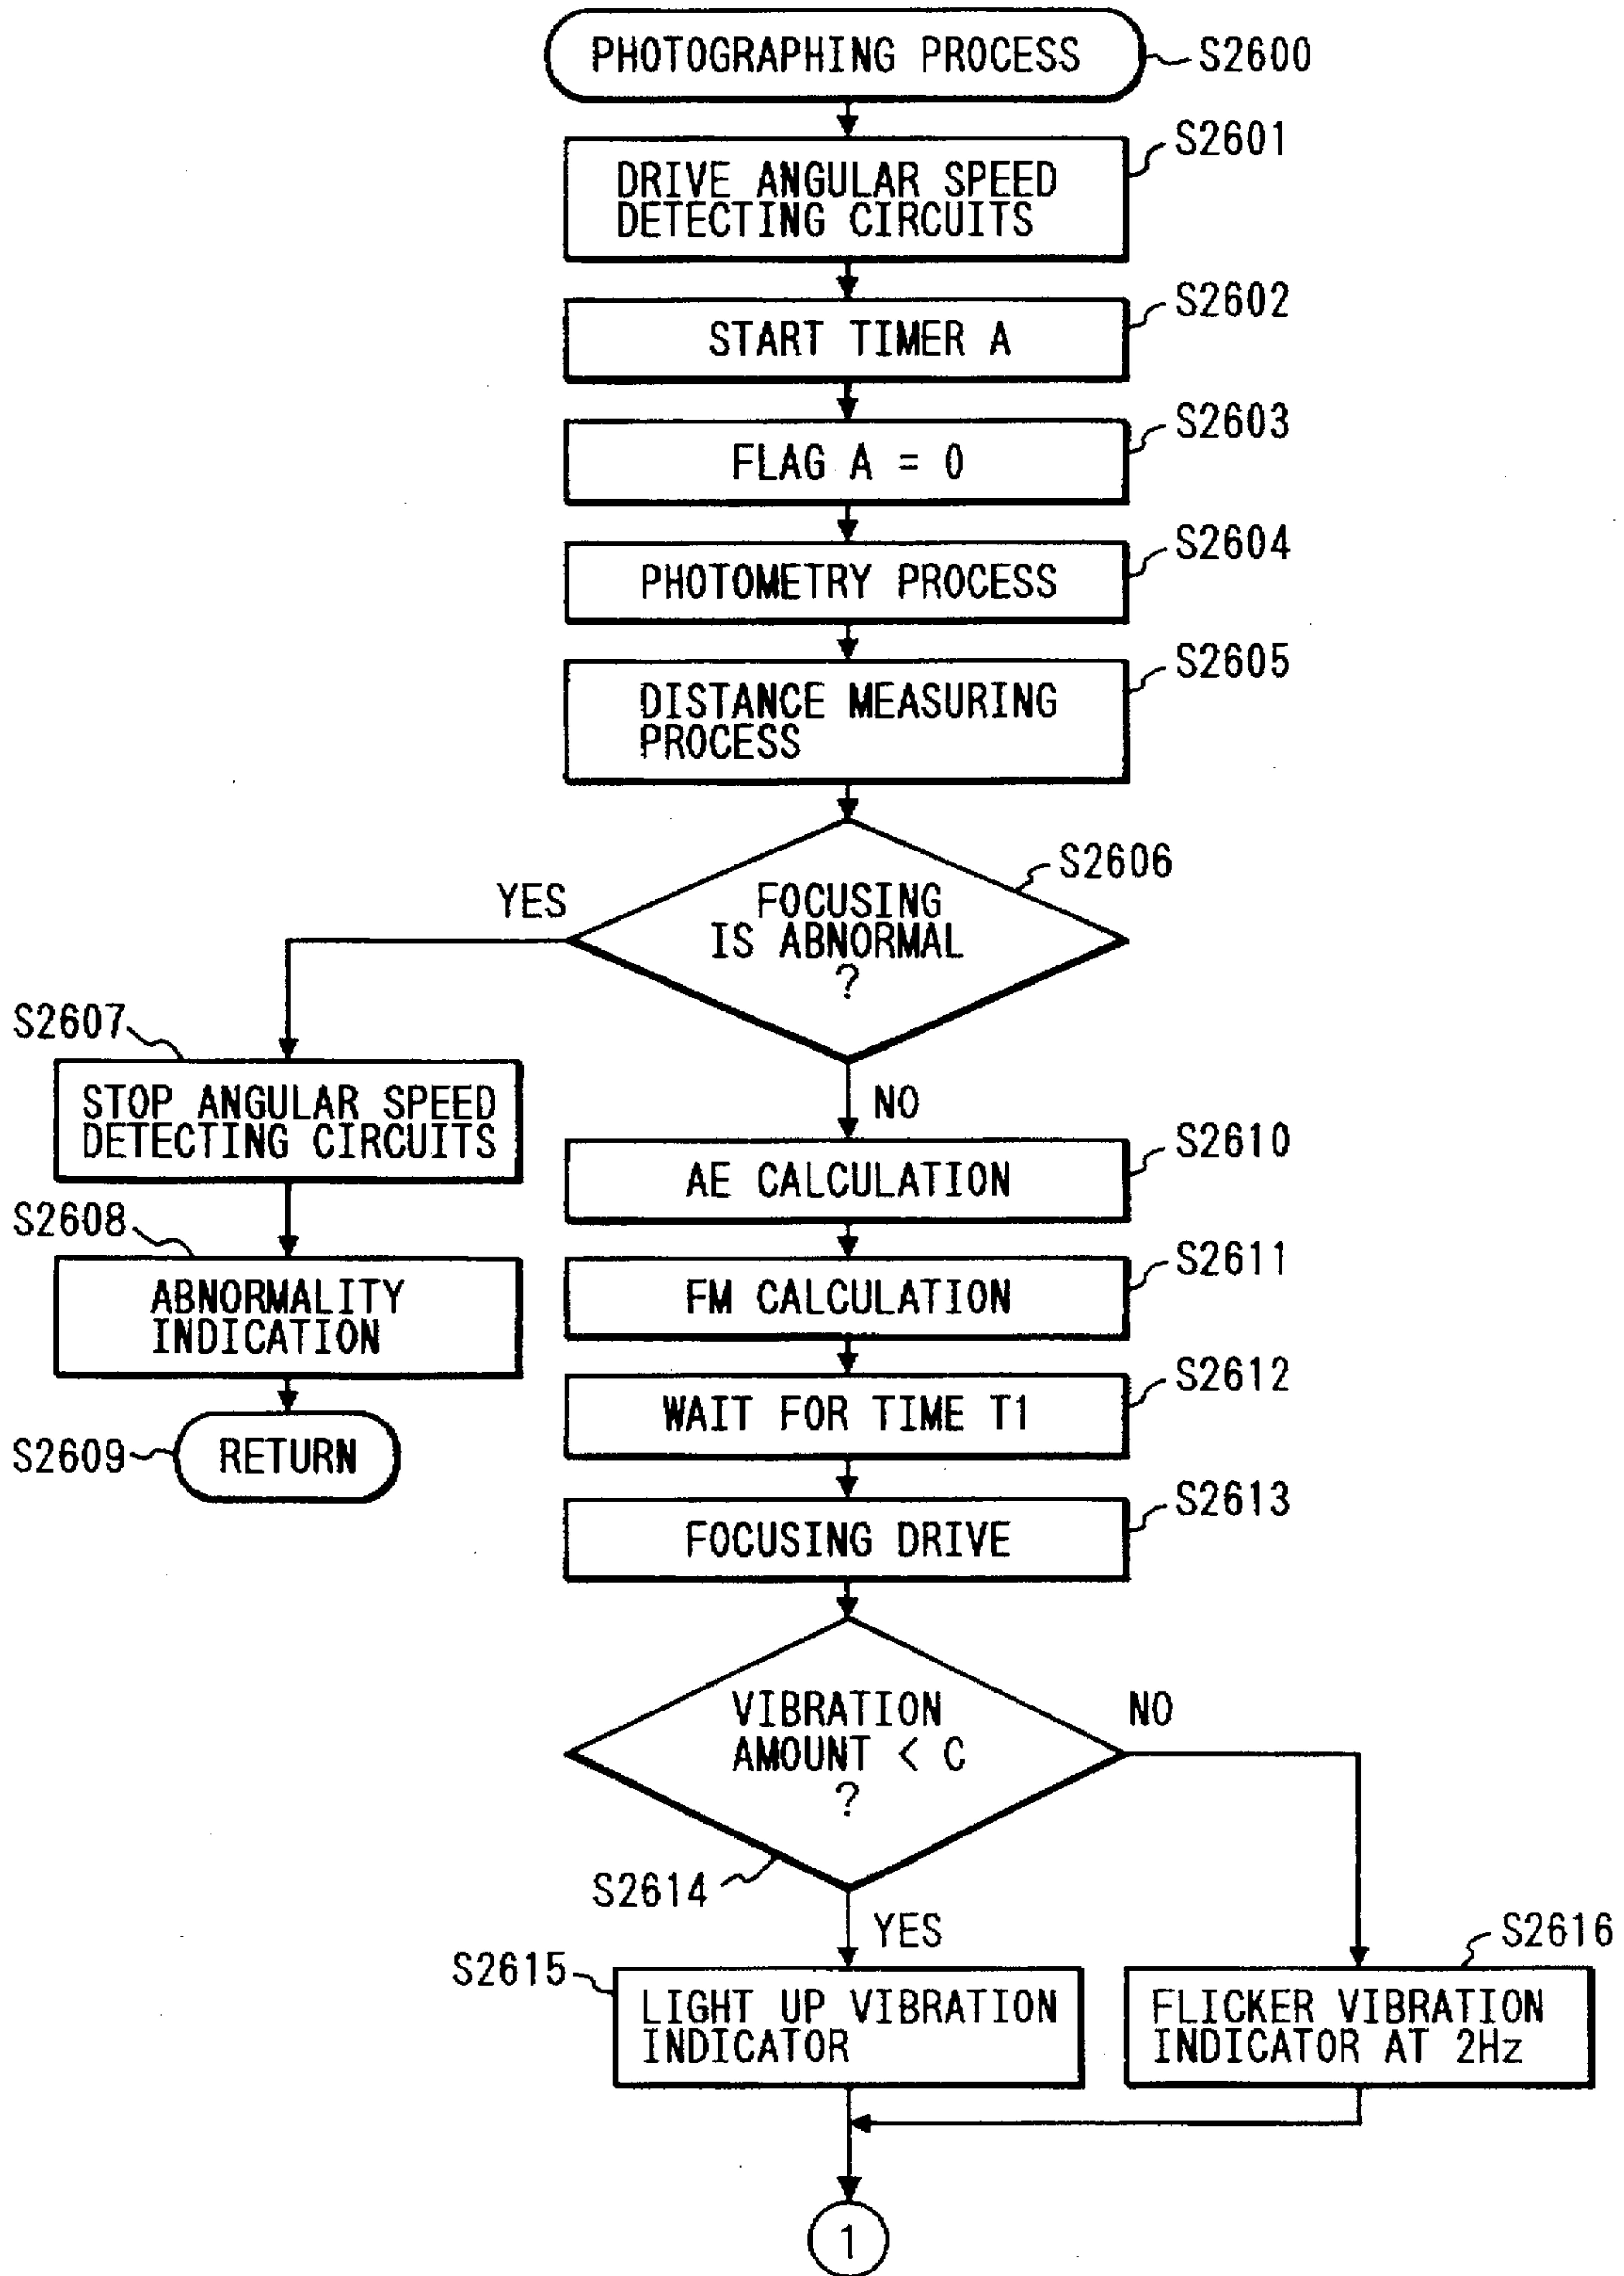 PHOTOGRAPHING PROCESS
S2600
S2601
DRIVE ANGULAR SPEED
DETECTING CIRCUITS
S2602
START TIMER A
S2603
FLAG A = 0
S2604
PHOTOMETRY PROCESS
S2605
DISTANCE MEASURING
PROCESS
S2606
YES
FOCUSING
IS ABNORMAL
?
NO
S2607
STOP ANGULAR SPEED
DETECTING CIRCUITS
S2608
ABNORMALITY
INDICATION
S2609
RETURN
S2610
AE CALCULATION
S2611
FM CALCULATION
S2612
WAIT FOR TIME T1
S2613
FOCUSING DRIVE
VIBRATION
AMOUNT < C
?
NO
S2614
YES
S2615
LIGHT UP VIBRATION
INDICATOR
S2616
FLICKER VIBRATION
INDICATOR AT 2Hz
1